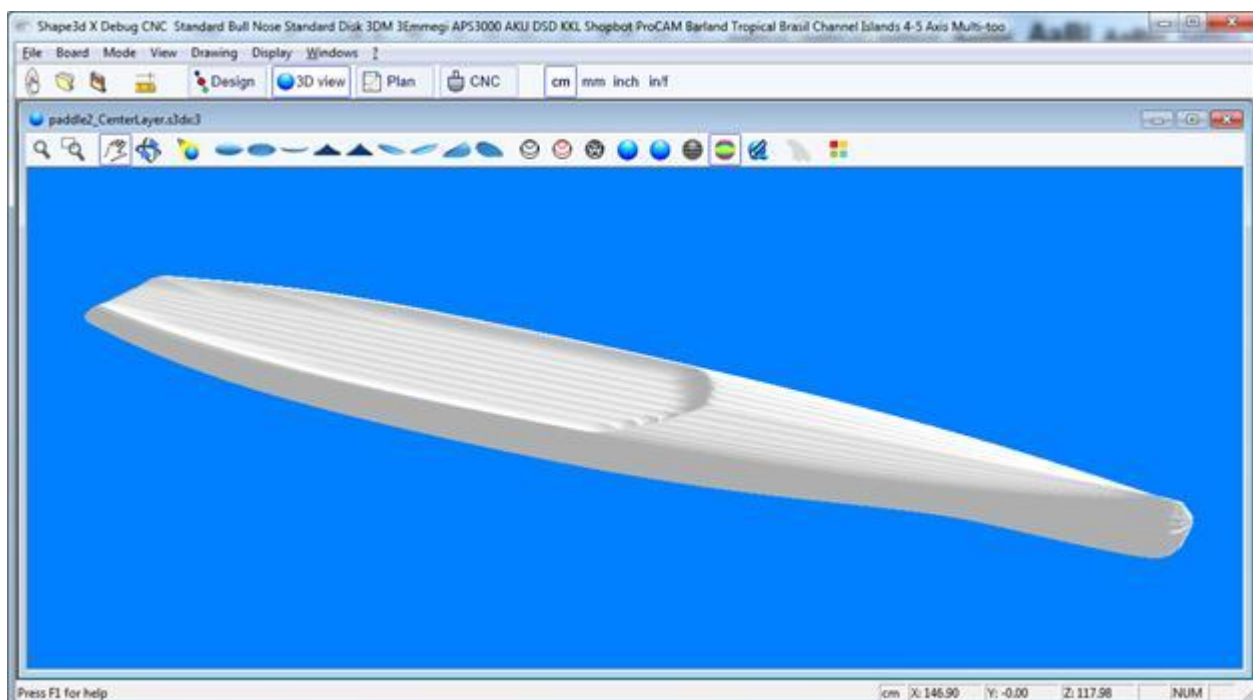 Shape3d X Debug CNC Standard Bull Nose Standard Disk 3DM 3Emmegi APS3000 AKU DSD KKL Shopbot ProCAM Barland Tropical Brasil Channel Islands 4-5 Axis Multi-too
File Board Mode View Drawing Display Windows ?
Design 3D view Plan CNC cm mm inch in/f
paddle2_CenterLayer.s3dx:3
Press F1 for help cm X: 146.90 Y: -0.00 Z: 117.98 NUM